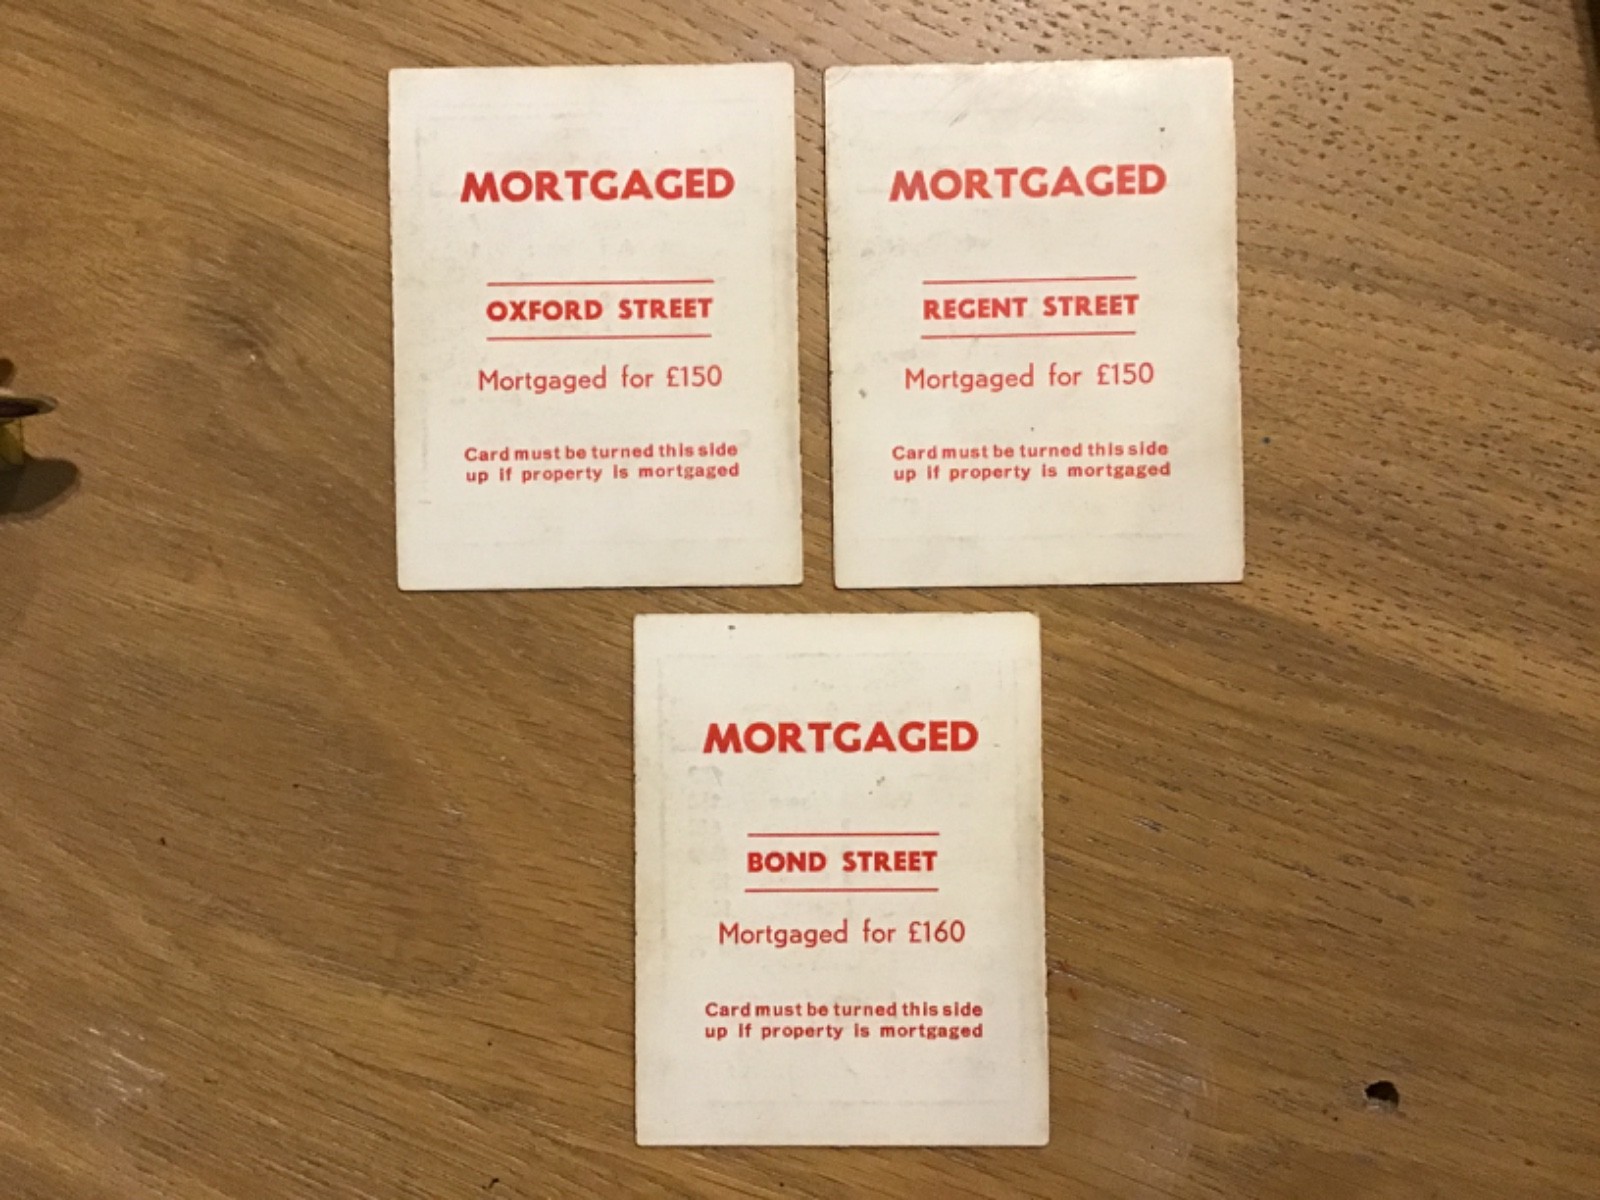 MORTGAGED
OXFORD STREET
Mortgaged for £150
Card must be turned this side
up if property is mortgaged
MORTGAGED
REGENT STREET
Mortgaged for £150
Card must be turned this side
up if property is mortgaged
MORTGAGED
BOND STREET
Mortgaged for £160
Card must be turned this side
up if property is mortgaged